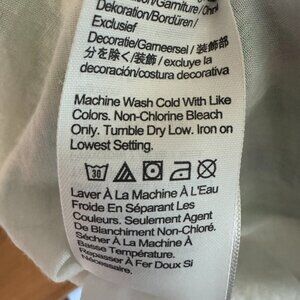 Dekoration/Bordüren/
Exclusief
Decoratie/Garneersel / 装飾部
分を除く/装飾 / excluye la
decoración/costura decorativa
Machine Wash Cold With Like
Colors. Non-Chlorine Bleach
Only. Tumble Dry Low. Iron on
Lowest Setting.
30
Laver À La Machine À L'Eau
Froide En Séparant Les
Couleurs. Seulement Agent
De Blanchiment Non-Chloré.
Sécher À La Machine À
Basse Température.
Repasser À Fer Doux Si
Nécessaire.